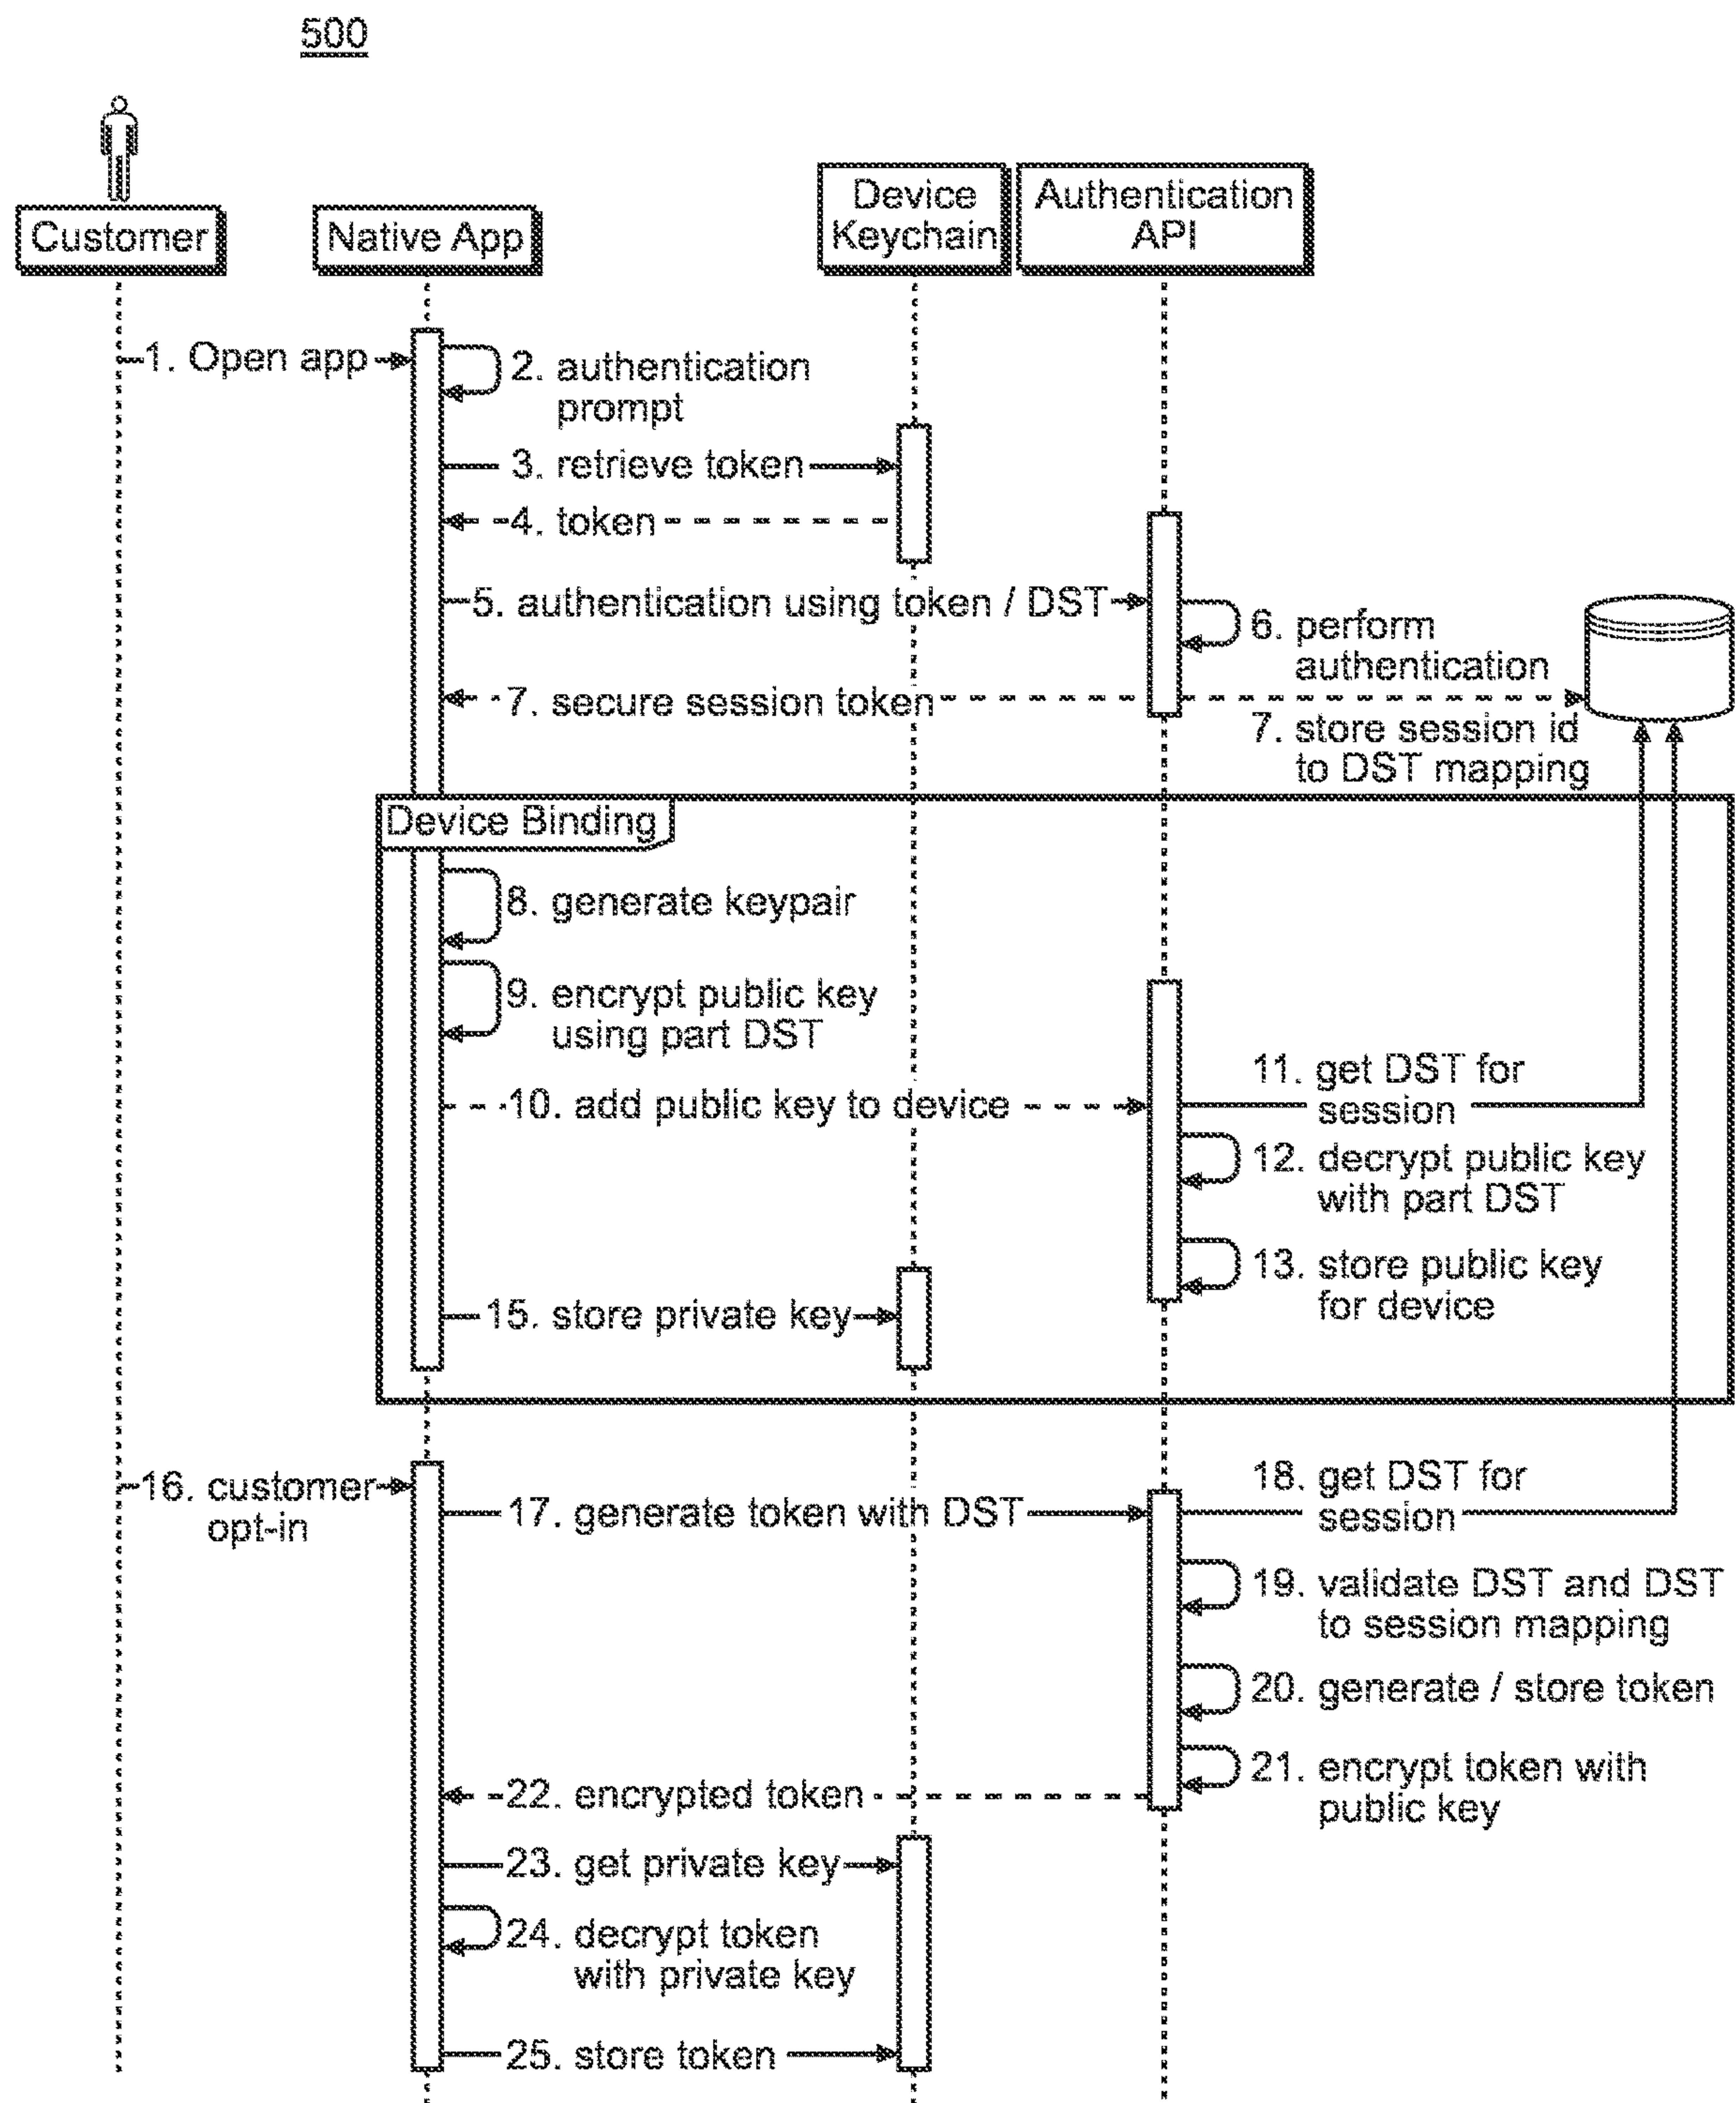 500
Customer
Native App
Device
Keychain
Authentication
API
1. Open app
2. authentication
prompt
3. retrieve token
4. token
5. authentication using token / DST
6. perform
authentication
7. secure session token
7. store session id
to DST mapping
Device Binding
8. generate keypair
9. encrypt public key
using part DST
10. add public key to device
11. get DST for
session
12. decrypt public key
with part DST
13. store public key
for device
15. store private key
16. customer
opt-in
17. generate token with DST
18. get DST for
session
19. validate DST and DST
to session mapping
20. generate / store token
21. encrypt token with
public key
22. encrypted token
23. get private key
24. decrypt token
with private key
25. store token